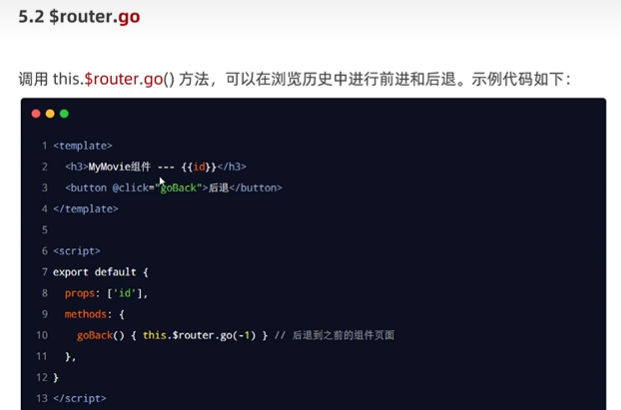 5.2 $router.go
调用 this.$router.go() 方法，可以在浏览历史中进行前进和后退。示例代码如下：
1 <template>
2   <h3>MyMovie组件 --- {{id}}</h3>
3   <button @click="goBack">后退</button>
4 </template>
5
6 <script>
7 export default {
8   props: ['id'],
9   methods: {
10     goBack() { this.$router.go(-1) } // 后退到之前的组件页面
11   },
12 }
13 </script>